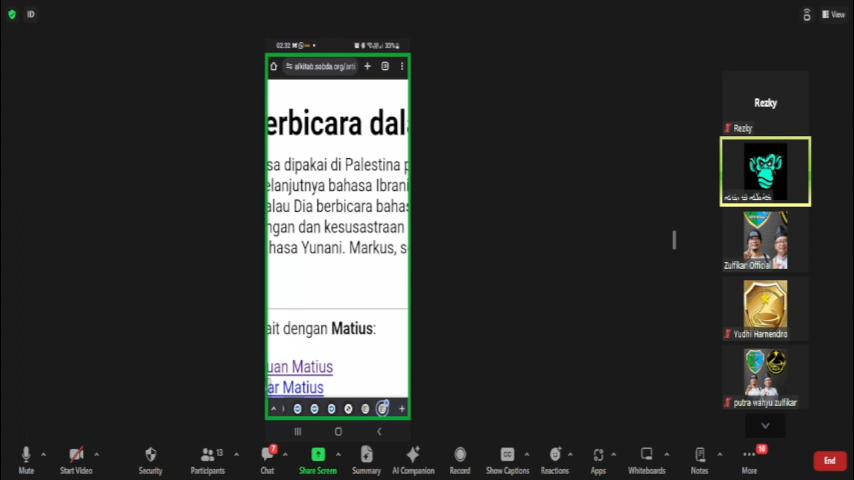 ID
View
02.32
33%
alkitab.sabda.org/arti
erbicara dala
sa dipakai di Palestina p
elanjutnya bahasa Ibrani
alau Dia berbicara bahas
ngan dan kesusastraan
hasa Yunani. Markus, s
ait dengan Matius:
uan Matius
ar Matius
Rezky
Rezky
Zulfikan Official
Yudhi Harnendro
putra wahyu zulfikar
Mute
Start Video
Security
13
Participants
7
Chat
Share Screen
Summary
AI Companion
Record
Show Captions
Reactions
Apps
Whiteboards
Notes
10
More
End